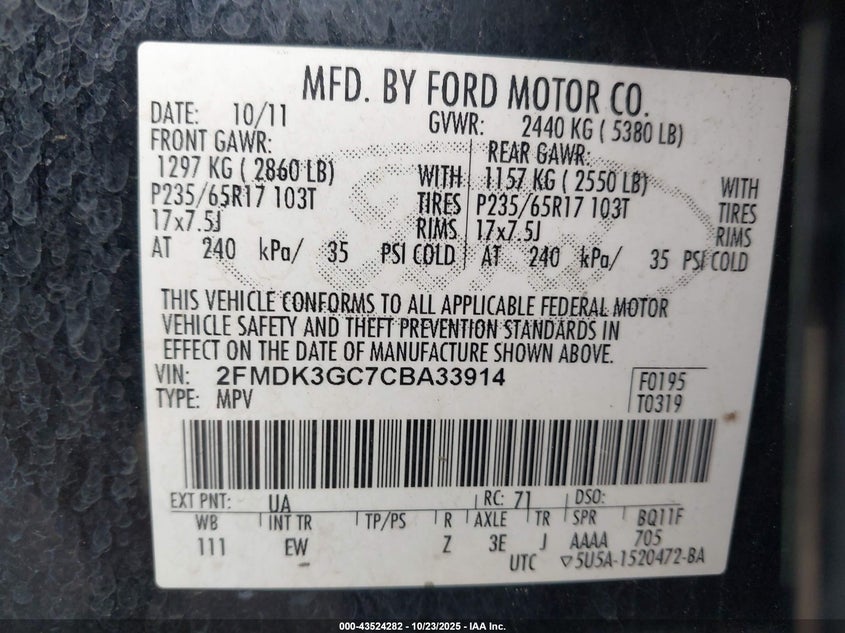 MFD. BY FORD MOTOR CO.
DATE: 10/11 GVWR: 2440 KG ( 5380 LB)
FRONT GAWR: REAR GAWR:
1297 KG ( 2860 LB) WITH 1157 KG ( 2550 LB) WITH
P235/65R17 103T TIRES P235/65R17 103T TIRES
17x7.5J RIMS 17x7.5J RIMS
AT 240 kPa/ 35 PSI COLD AT 240 kPa/ 35 PSI COLD
THIS VEHICLE CONFORMS TO ALL APPLICABLE FEDERAL MOTOR
VEHICLE SAFETY AND THEFT PREVENTION STANDARDS IN
EFFECT ON THE DATE OF MANUFACTURE SHOWN ABOVE.
VIN: 2FMDK3GC7CBA33914 F0195
TYPE: MPV T0319
EXT PNT: UA RC: 71 DSO:
WB INT TR TP/PS R AXLE TR SPR BQ11F
111 EW Z 3E J AAAA 705
UTC ▽5U5A-1520472-BA
000-43524282 | 10/23/2025 - IAA Inc.